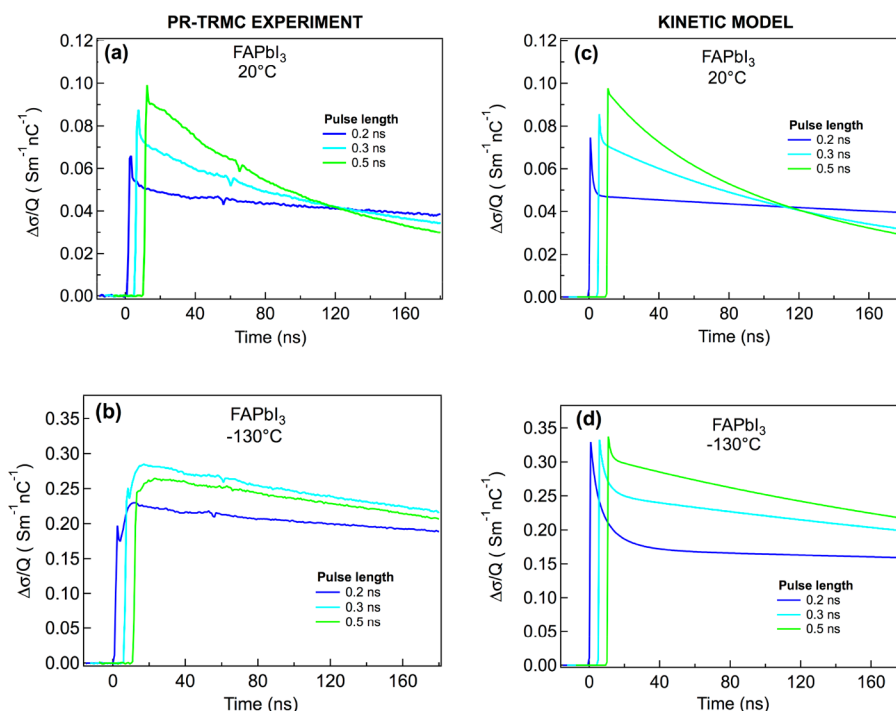 PR-TRMC EXPERIMENT
KINETIC MODEL
(a)
FAPbI3
20°C
Pulse length
0.2 ns
0.3 ns
0.5 ns
0.12
0.10
0.08
0.06
0.04
0.02
0.00
Δσ/Q ( Sm⁻¹nC⁻¹)
0 40 80 120 160
Time (ns)
(c)
FAPbI3
20°C
Pulse length
0.2 ns
0.3 ns
0.5 ns
0.12
0.10
0.08
0.06
0.04
0.02
0.00
Δσ/Q ( Sm⁻¹nC⁻¹)
0 40 80 120 160
Time (ns)
(b)
FAPbI3
-130°C
Pulse length
0.2 ns
0.3 ns
0.5 ns
0.35
0.30
0.25
0.20
0.15
0.10
0.05
0.00
Δσ/Q ( Sm⁻¹nC⁻¹)
0 40 80 120 160
Time (ns)
(d)
FAPbI3
-130°C
Pulse length
0.2 ns
0.3 ns
0.5 ns
0.35
0.30
0.25
0.20
0.15
0.10
0.05
0.00
Δσ/Q ( Sm⁻¹nC⁻¹)
0 40 80 120 160
Time (ns)